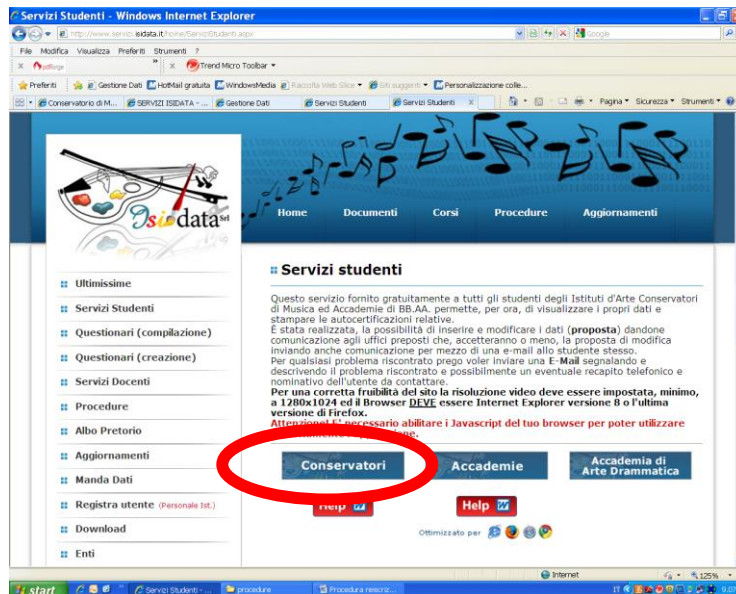 Servizi Studenti - Windows Internet Explorer
http://www.servizi.isidata.it/home/ServiziStudenti.aspx
Google
File Modifica Visualizza Preferiti Strumenti ?
Trend Micro Toolbar
Preferiti Gestione Dati HotMail gratuita WindowsMedia Raccolta Web Slice Siti suggeriti Personalizzazione colle...
Conservatorio di M... SERVIZI ISIDATA - ... Gestione Dati Servizi Studenti Servizi Studenti X Pagina Sicurezza Strumenti
Isidata Srl
Home Documenti Corsi Procedure Aggiornamenti
Ultimissime
Servizi Studenti
Questionari (compilazione)
Questionari (creazione)
Servizi Docenti
Procedure
Albo Pretorio
Aggiornamenti
Manda Dati
Registra utente (Personale Ist.)
Download
Enti
Servizi studenti
Questo servizio fornito gratuitamente a tutti gli studenti degli Istituti d'Arte Conservatori
di Musica ed Accademie di BB.AA. permette, per ora, di visualizzare i propri dati e
stampare le autocertificazioni relative.
È stata realizzata, la possibilità di inserire e modificare i dati (proposta) dandone
comunicazione agli uffici preposti che, accetteranno o meno, la proposta di modifica
inviando anche comunicazione per mezzo di una e-mail allo studente stesso.
Per qualsiasi problema riscontrato prego voler inviare una E-Mail segnalando e
descrivendo il problema riscontrato e possibilmente un eventuale recapito telefonico e
nominativo dell'utente da contattare.
Per una corretta fruibilità del sito la risoluzione video deve essere impostata, minimo,
a 1280x1024 ed il Browser DEVE essere Internet Explorer versione 8 o l'ultima
versione di Firefox.
Attenzione! E' necessario abilitare i Javascript del tuo browser per poter utilizzare
Conservatori Accademie Accademia di
Arte Drammatica
Help Help
Ottimizzato per
Internet 125%
start Servizi Studenti - ... procedure Procedura reiscriz... IT 9.07